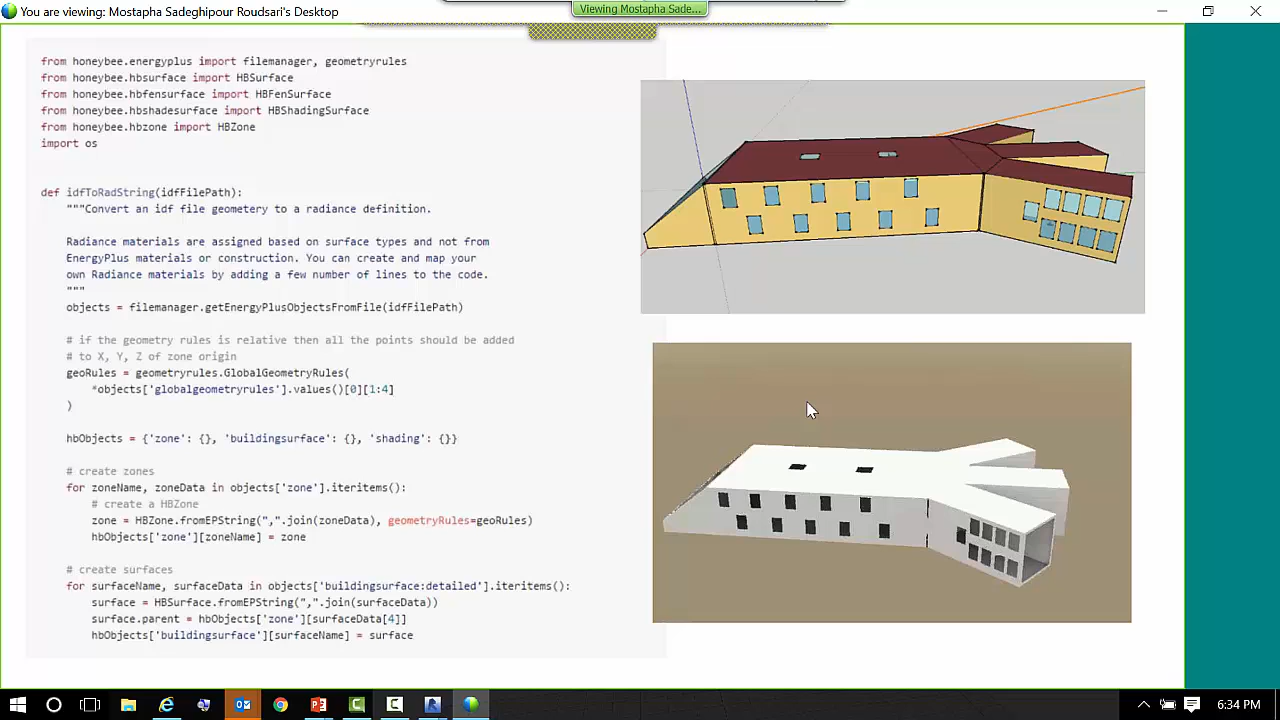 You are viewing: Mostapha Sadeghipour Roudsari's Desktop
Viewing Mostapha Sade...
from honeybee.energyplus import filemanager, geometryrules
from honeybee.hbsurface import HBSurface
from honeybee.hbfensurface import HBFenSurface
from honeybee.hbshadesurface import HBShadingSurface
from honeybee.hbzone import HBZone
import os
def idfToRadString(idfFilePath):
"""Convert an idf file geometery to a radiance definition.
Radiance materials are assigned based on surface types and not from
EnergyPlus materials or construction. You can create and map your
own Radiance materials by adding a few number of lines to the code.
"""
objects = filemanager.getEnergyPlusObjectsFromFile(idfFilePath)
# if the geometry rules is relative then all the points should be added
# to X, Y, Z of zone origin
geoRules = geometryrules.GlobalGeometryRules(
*objects['globalgeometryrules'].values()[0][1:4]
)
hbObjects = {'zone': {}, 'buildingsurface': {}, 'shading': {}}
# create zones
for zoneName, zoneData in objects['zone'].iteritems():
# create a HBZone
zone = HBZone.fromEPString(",".join(zoneData), geometryRules=geoRules)
hbObjects['zone'][zoneName] = zone
# create surfaces
for surfaceName, surfaceData in objects['buildingsurface:detailed'].iteritems():
surface = HBSurface.fromEPString(",".join(surfaceData))
surface.parent = hbObjects['zone'][surfaceData[4]]
hbObjects['buildingsurface'][surfaceName] = surface
6:34 PM